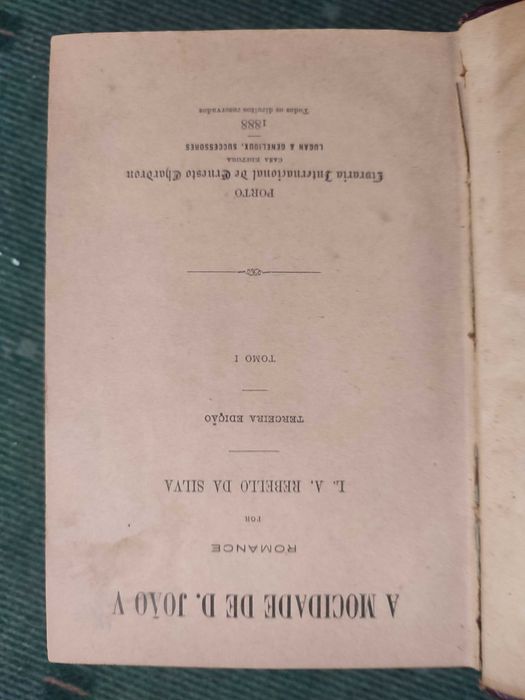 A MOCIDADE DE D. JOÃO V
ROMANCE
POR
L. A. REBELLO DA SILVA
TERCEIRA EDIÇÃO
TOMO I
PORTO
Livraria Internacional de Ernesto Chardron
CASA EDITORA
LUGAN & GENELIOUX, SUCCESSORES
1888
Todos os direitos reservados